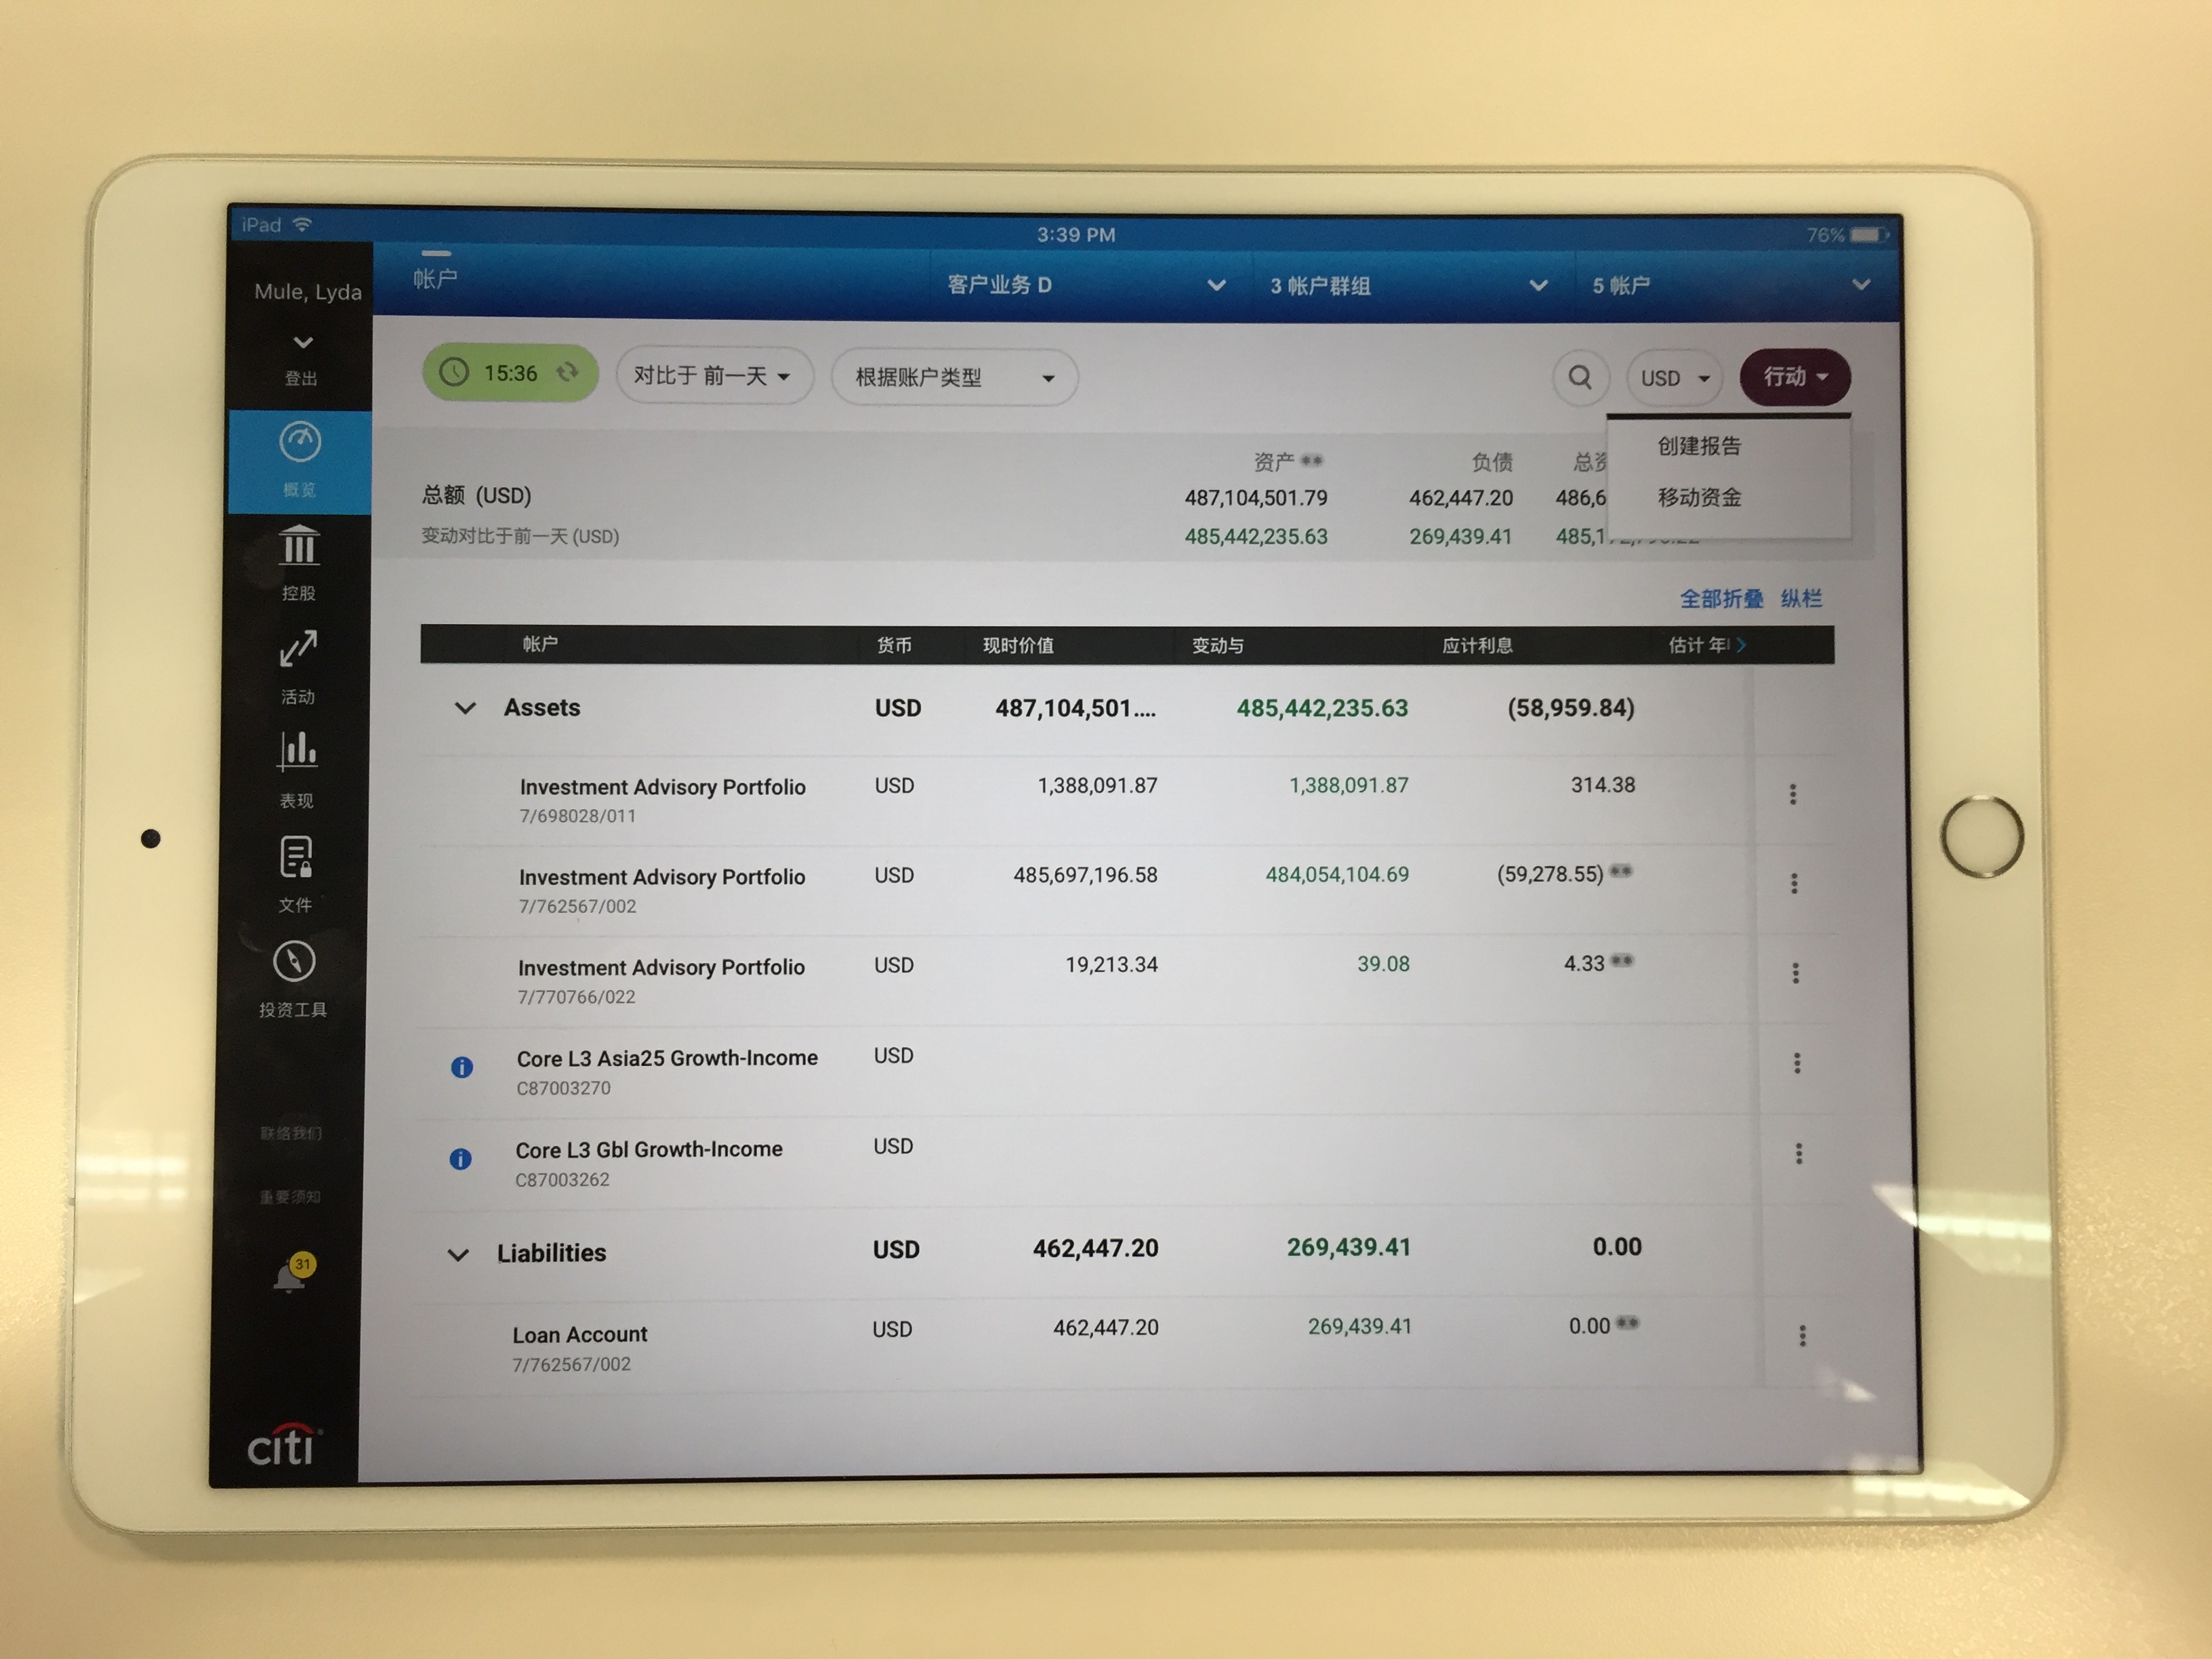 iPad 3:39 PM 76%
Mule, Lyda
帐户 客户业务 D 3 帐户群组 5 帐户
登出
概览
控股
活动
表现
文件
投资工具
联络我们
重要须知
31
citi
15:36 对比于 前一天 根据账户类型 USD 行动
创建报告
移动资金
资产 ** 负债
总额 (USD) 487,104,501.79 462,447.20 486,6
变动对比于前一天 (USD) 485,442,235.63 269,439.41 485,1
全部折叠 纵栏
帐户 货币 现时价值 变动与 应计利息 估计 年
Assets USD 487,104,501.... 485,442,235.63 (58,959.84)
Investment Advisory Portfolio USD 1,388,091.87 1,388,091.87 314.38
7/698028/011
Investment Advisory Portfolio USD 485,697,196.58 484,054,104.69 (59,278.55) **
7/762567/002
Investment Advisory Portfolio USD 19,213.34 39.08 4.33 **
7/770766/022
Core L3 Asia25 Growth-Income USD
C87003270
Core L3 Gbl Growth-Income USD
C87003262
Liabilities USD 462,447.20 269,439.41 0.00
Loan Account USD 462,447.20 269,439.41 0.00 **
7/762567/002